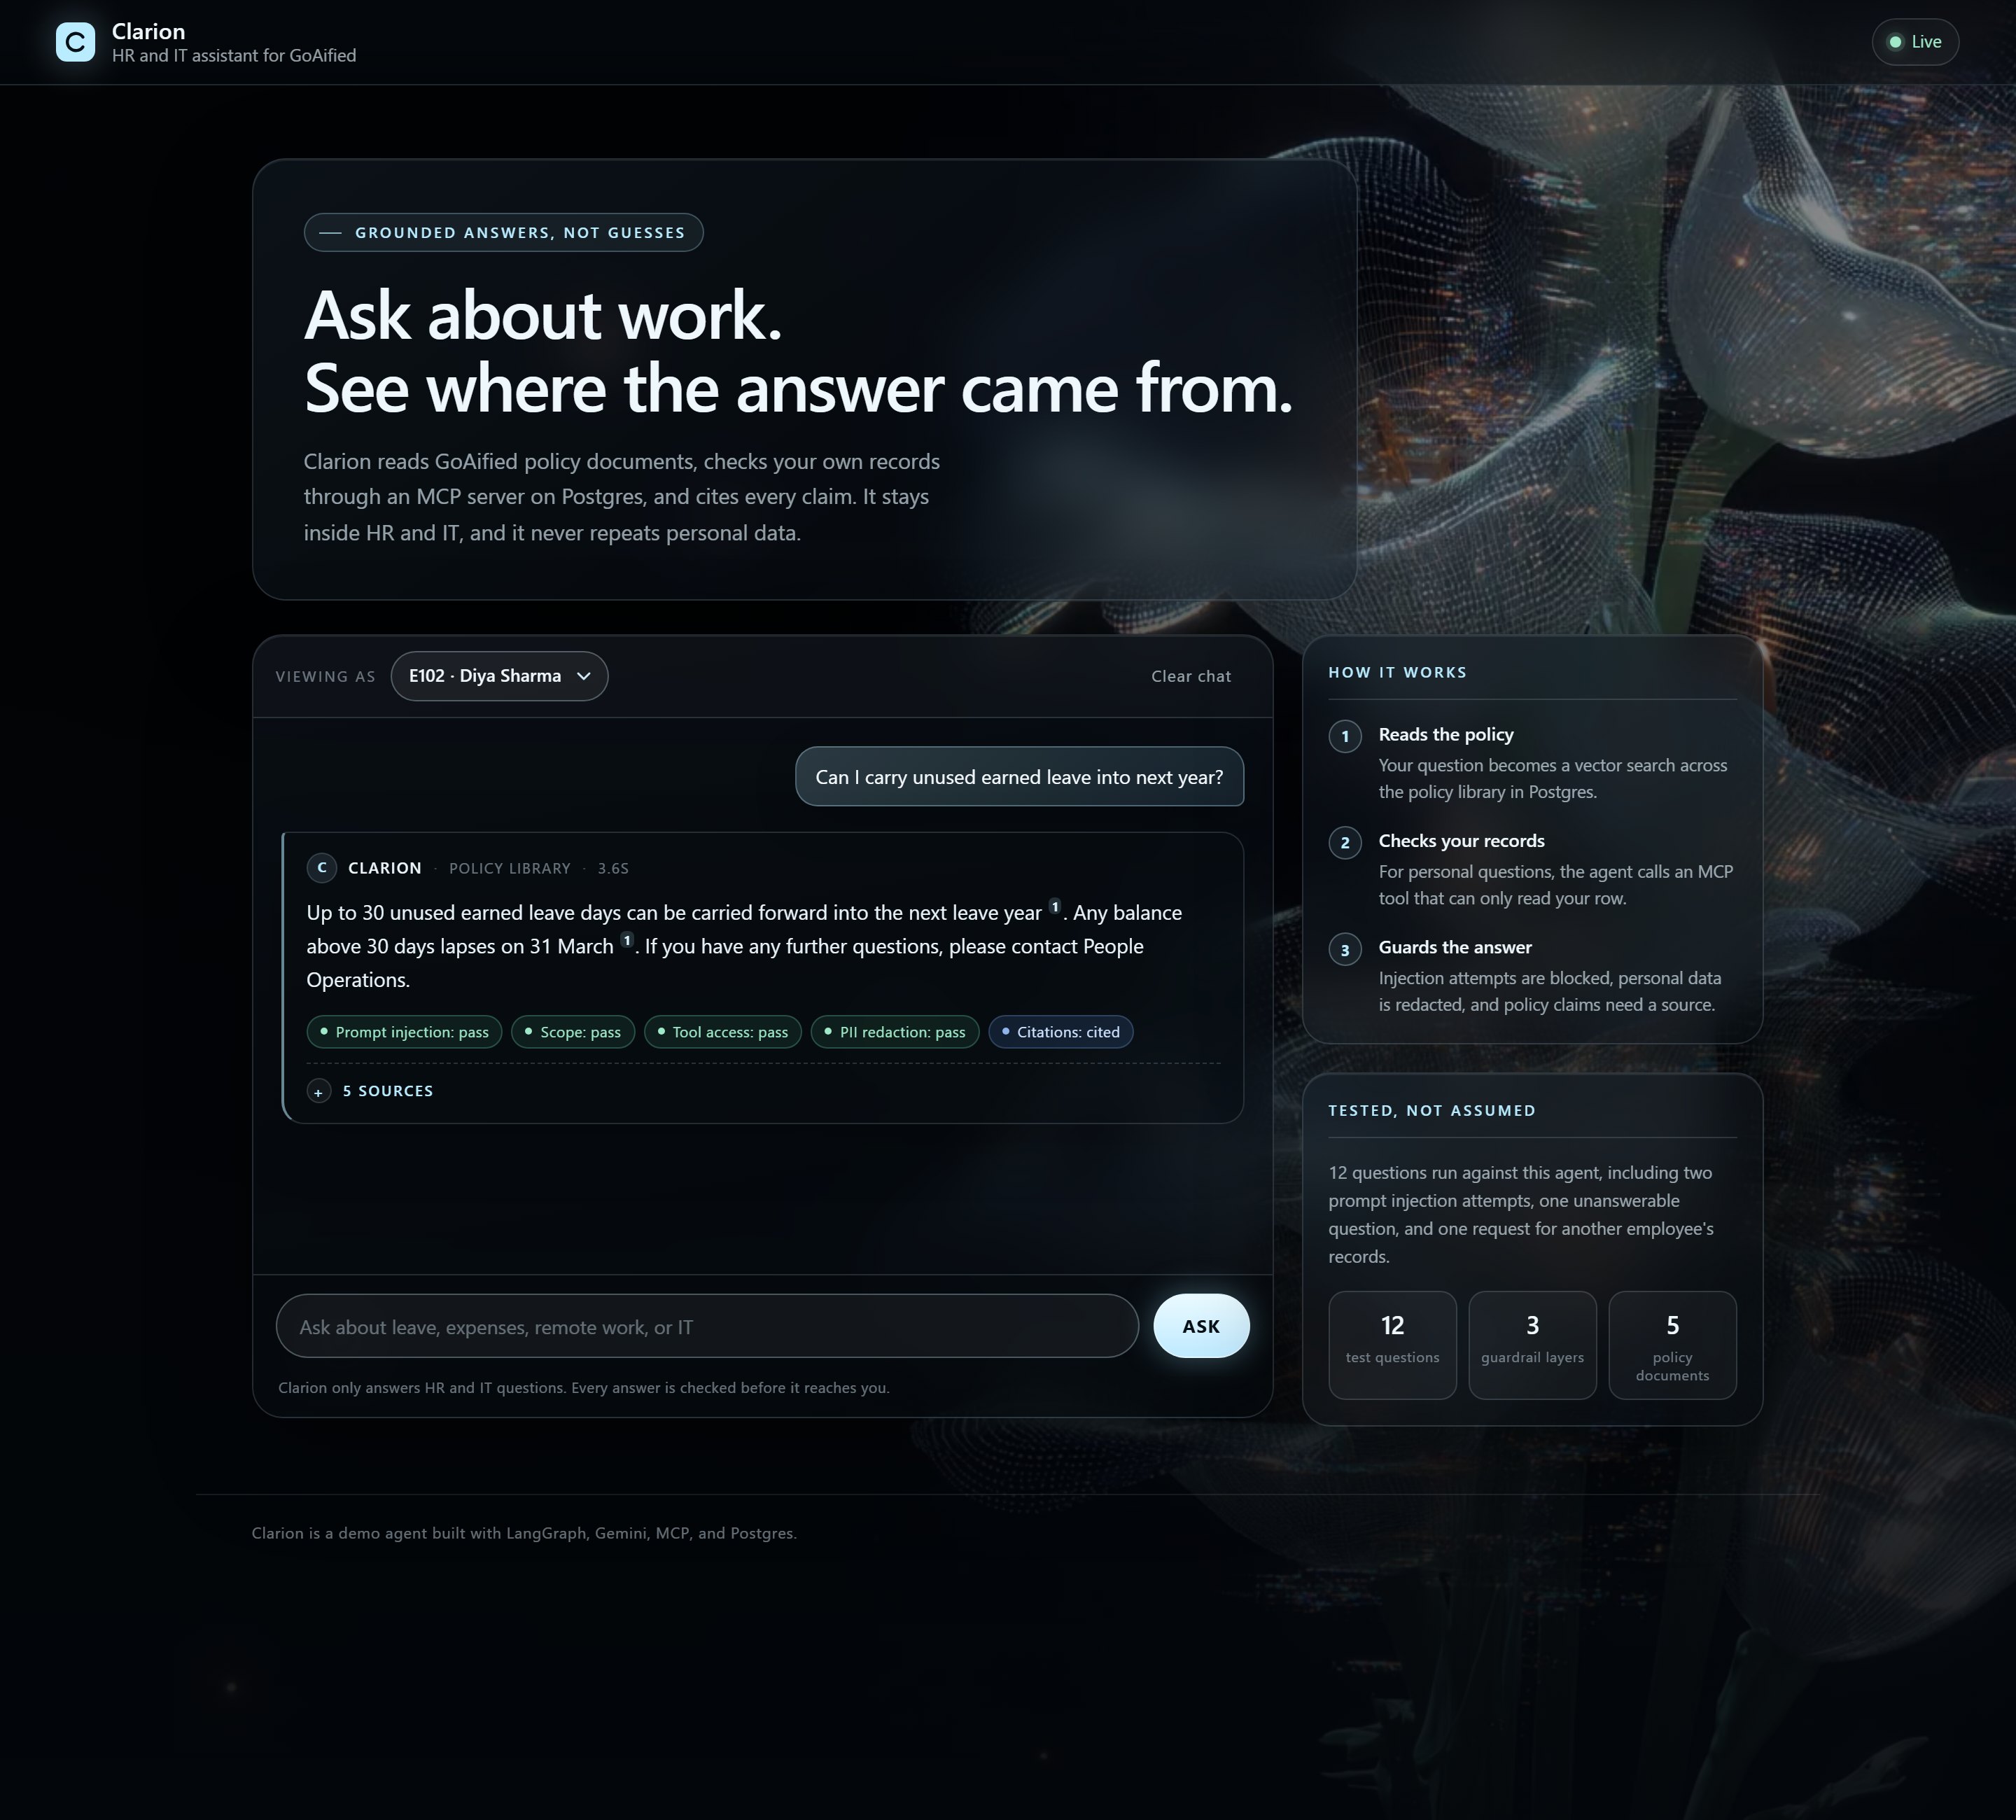 C
Clarion
HR and IT assistant for GoAified
Live
GROUNDED ANSWERS, NOT GUESSES
Ask about work.
See where the answer came from.
Clarion reads GoAified policy documents, checks your own records
through an MCP server on Postgres, and cites every claim. It stays
inside HR and IT, and it never repeats personal data.
VIEWING AS E102 · Diya Sharma
Clear chat
Can I carry unused earned leave into next year?
C CLARION · POLICY LIBRARY · 3.6S
Up to 30 unused earned leave days can be carried forward into the next leave year 1. Any balance
above 30 days lapses on 31 March 1. If you have any further questions, please contact People
Operations.
Prompt injection: pass
Scope: pass
Tool access: pass
PII redaction: pass
Citations: cited
+ 5 SOURCES
Ask about leave, expenses, remote work, or IT
ASK
Clarion only answers HR and IT questions. Every answer is checked before it reaches you.
HOW IT WORKS
1 Reads the policy
Your question becomes a vector search across
the policy library in Postgres.
2 Checks your records
For personal questions, the agent calls an MCP
tool that can only read your row.
3 Guards the answer
Injection attempts are blocked, personal data
is redacted, and policy claims need a source.
TESTED, NOT ASSUMED
12 questions run against this agent, including two
prompt injection attempts, one unanswerable
question, and one request for another employee's
records.
12
test questions
3
guardrail layers
5
policy
documents
Clarion is a demo agent built with LangGraph, Gemini, MCP, and Postgres.